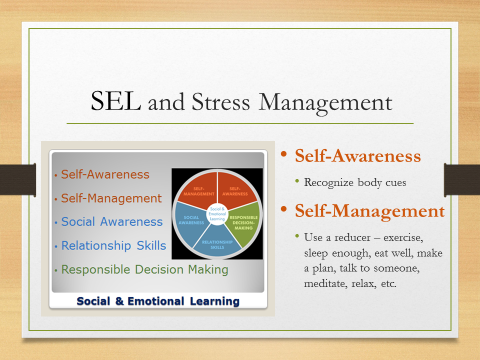 SEL and Stress Management
• Self-Awareness
• Self-Management
• Social Awareness
• Relationship Skills
• Responsible Decision Making
SELF-
MANAGEMENT
SELF-
AWARENESS
SOCIAL
AWARENESS
Social &
Emotional
Learning
RESPONSIBLE
DECISION-
MAKING
RELATIONSHIP
SKILLS
Social & Emotional Learning
• Self-Awareness
• Recognize body cues
• Self-Management
• Use a reducer – exercise,
sleep enough, eat well, make
a plan, talk to someone,
meditate, relax, etc.